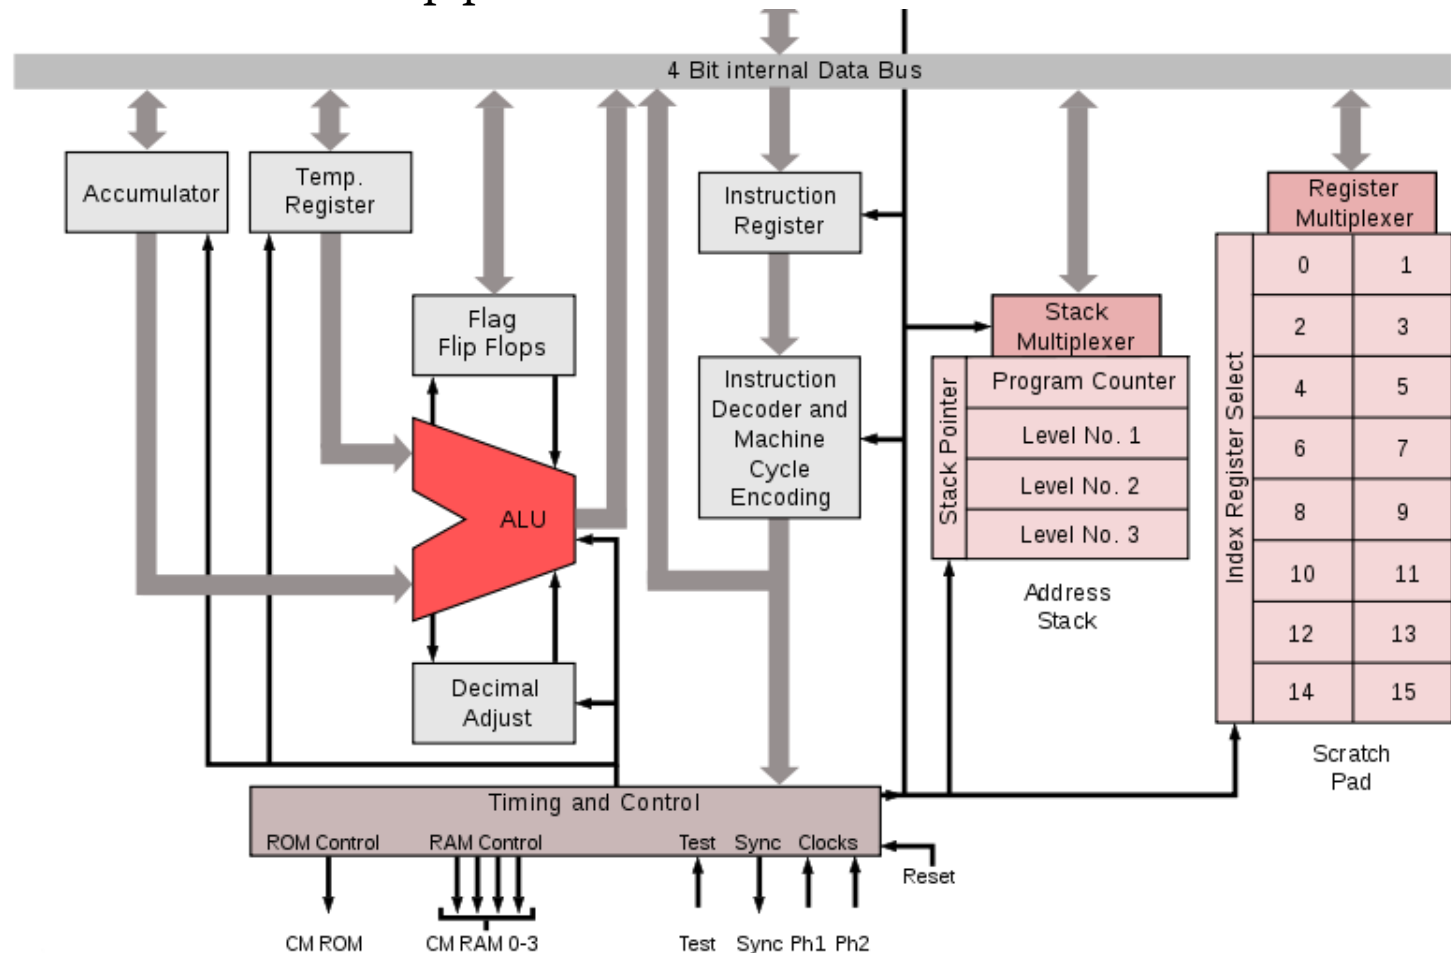 4 Bit internal Data Bus
Accumulator
Temp.
Register
Instruction
Register
Register
Multiplexer
Flag
Flip Flops
Stack
Multiplexer
Instruction
Decoder and
Machine
Cycle
Encoding
ALU
Decimal
Adjust
Stack Pointer
Program Counter
Level No. 1
Level No. 2
Level No. 3
Address
Stack
Index Register Select
0 1
2 3
4 5
6 7
8 9
10 11
12 13
14 15
Scratch
Pad
Timing and Control
ROM Control RAM Control Test Sync Clocks
Reset
CM ROM CM RAM 0-3 Test Sync Ph1 Ph2